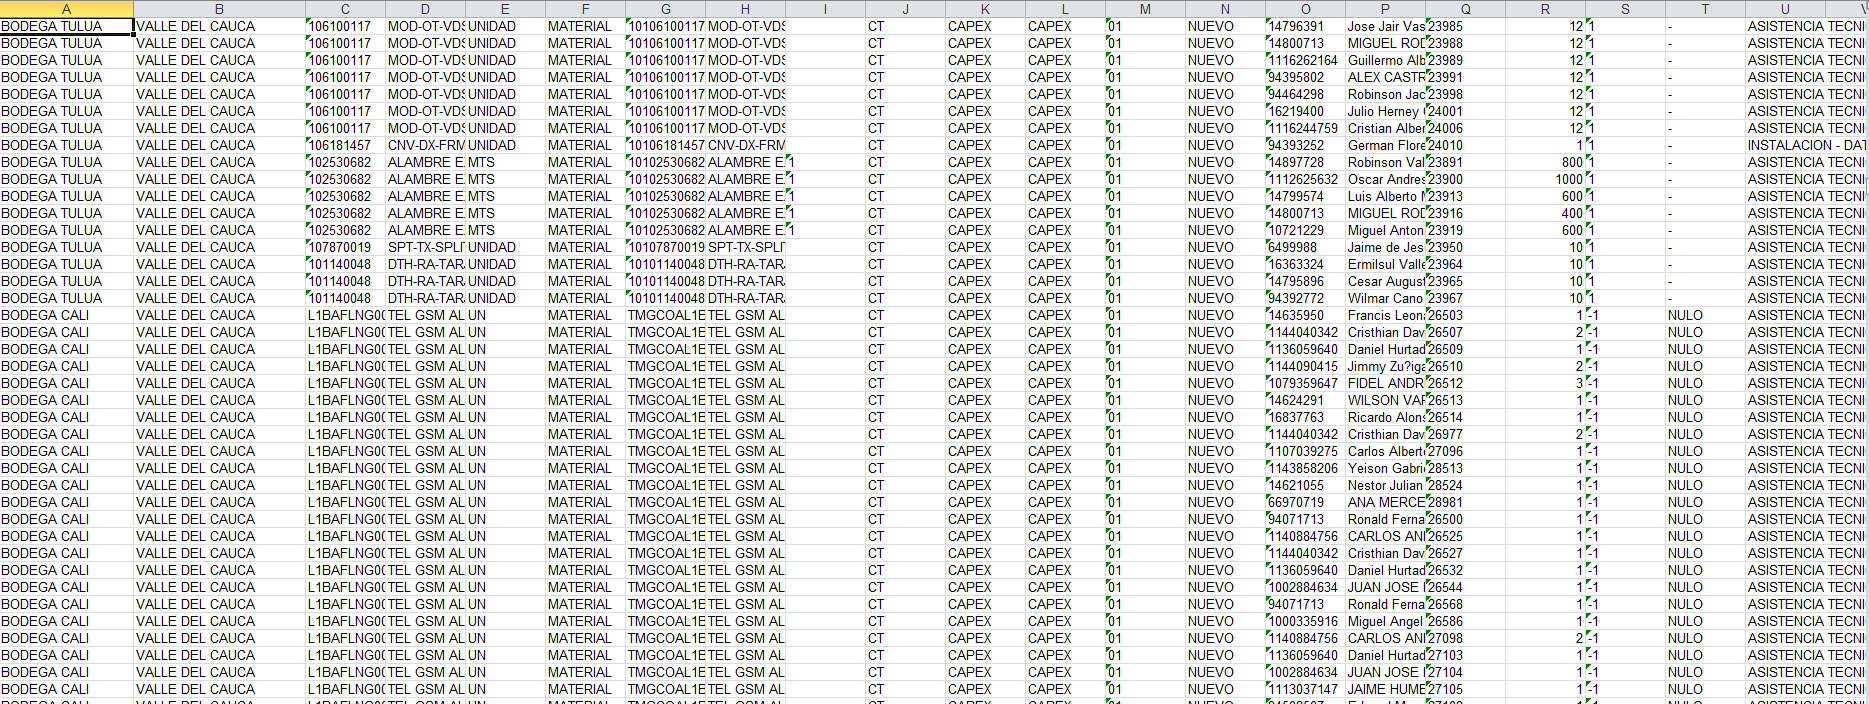 A B C D E F G H I J K L M N O P Q R S T U
BODEGA TULUA VALLE DEL CAUCA 106100117 MOD-OT-VDS UNIDAD MATERIAL 10106100117 MOD-OT-VDS CT CAPEX CAPEX 01 NUEVO 14796391 Jose Jair Vas 23985 12 1 - ASISTENCIA TECNI
BODEGA TULUA VALLE DEL CAUCA 106100117 MOD-OT-VDS UNIDAD MATERIAL 10106100117 MOD-OT-VDS CT CAPEX CAPEX 01 NUEVO 14800713 MIGUEL ROD 23988 12 1 - ASISTENCIA TECNI
BODEGA TULUA VALLE DEL CAUCA 106100117 MOD-OT-VDS UNIDAD MATERIAL 10106100117 MOD-OT-VDS CT CAPEX CAPEX 01 NUEVO 1116262164 Guillermo Alb 23989 12 1 - ASISTENCIA TECNI
BODEGA TULUA VALLE DEL CAUCA 106100117 MOD-OT-VDS UNIDAD MATERIAL 10106100117 MOD-OT-VDS CT CAPEX CAPEX 01 NUEVO 94395802 ALEX CASTR 23991 12 1 - ASISTENCIA TECNI
BODEGA TULUA VALLE DEL CAUCA 106100117 MOD-OT-VDS UNIDAD MATERIAL 10106100117 MOD-OT-VDS CT CAPEX CAPEX 01 NUEVO 94464298 Robinson Jac 23998 12 1 - ASISTENCIA TECNI
BODEGA TULUA VALLE DEL CAUCA 106100117 MOD-OT-VDS UNIDAD MATERIAL 10106100117 MOD-OT-VDS CT CAPEX CAPEX 01 NUEVO 16219400 Julio Herney 24001 12 1 - ASISTENCIA TECNI
BODEGA TULUA VALLE DEL CAUCA 106100117 MOD-OT-VDS UNIDAD MATERIAL 10106100117 MOD-OT-VDS CT CAPEX CAPEX 01 NUEVO 1116244759 Cristian Alber 24006 12 1 - ASISTENCIA TECNI
BODEGA TULUA VALLE DEL CAUCA 106181457 CNV-DX-FRM UNIDAD MATERIAL 10106181457 CNV-DX-FRM CT CAPEX CAPEX 01 NUEVO 94393252 German Flore 24010 1 1 - INSTALACION - DAT
BODEGA TULUA VALLE DEL CAUCA 102530682 ALAMBRE E MTS MATERIAL 10102530682 ALAMBRE E 1 CT CAPEX CAPEX 01 NUEVO 14897728 Robinson Val 23891 800 1 - ASISTENCIA TECNI
BODEGA TULUA VALLE DEL CAUCA 102530682 ALAMBRE E MTS MATERIAL 10102530682 ALAMBRE E 1 CT CAPEX CAPEX 01 NUEVO 1112625632 Oscar Andres 23900 1000 1 - ASISTENCIA TECNI
BODEGA TULUA VALLE DEL CAUCA 102530682 ALAMBRE E MTS MATERIAL 10102530682 ALAMBRE E 1 CT CAPEX CAPEX 01 NUEVO 14799574 Luis Alberto 23913 600 1 - ASISTENCIA TECNI
BODEGA TULUA VALLE DEL CAUCA 102530682 ALAMBRE E MTS MATERIAL 10102530682 ALAMBRE E 1 CT CAPEX CAPEX 01 NUEVO 14800713 MIGUEL ROD 23916 400 1 - ASISTENCIA TECNI
BODEGA TULUA VALLE DEL CAUCA 102530682 ALAMBRE E MTS MATERIAL 10102530682 ALAMBRE E 1 CT CAPEX CAPEX 01 NUEVO 10721229 Miguel Anton 23919 600 1 - ASISTENCIA TECNI
BODEGA TULUA VALLE DEL CAUCA 107870019 SPT-TX-SPLI UNIDAD MATERIAL 10107870019 SPT-TX-SPLI CT CAPEX CAPEX 01 NUEVO 6499988 Jaime de Jes 23950 10 1 - ASISTENCIA TECNI
BODEGA TULUA VALLE DEL CAUCA 101140048 DTH-RA-TAR UNIDAD MATERIAL 10101140048 DTH-RA-TAR CT CAPEX CAPEX 01 NUEVO 16363324 Ermilsul Valle 23964 10 1 - ASISTENCIA TECNI
BODEGA TULUA VALLE DEL CAUCA 101140048 DTH-RA-TAR UNIDAD MATERIAL 10101140048 DTH-RA-TAR CT CAPEX CAPEX 01 NUEVO 14795896 Cesar August 23965 10 1 - ASISTENCIA TECNI
BODEGA TULUA VALLE DEL CAUCA 101140048 DTH-RA-TAR UNIDAD MATERIAL 10101140048 DTH-RA-TAR CT CAPEX CAPEX 01 NUEVO 94392772 Wilmar Cano 23967 10 1 - ASISTENCIA TECNI
BODEGA CALI VALLE DEL CAUCA L1BAFLNG00 TEL GSM AL UN MATERIAL TMGCOAL1E TEL GSM AL CT CAPEX CAPEX 01 NUEVO 14635950 Francis Leon 26503 1 -1 NULO ASISTENCIA TECNI
BODEGA CALI VALLE DEL CAUCA L1BAFLNG00 TEL GSM AL UN MATERIAL TMGCOAL1E TEL GSM AL CT CAPEX CAPEX 01 NUEVO 1144040342 Cristhian Dav 26507 2 -1 NULO ASISTENCIA TECNI
BODEGA CALI VALLE DEL CAUCA L1BAFLNG00 TEL GSM AL UN MATERIAL TMGCOAL1E TEL GSM AL CT CAPEX CAPEX 01 NUEVO 1136059640 Daniel Hurtad 26509 1 -1 NULO ASISTENCIA TECNI
BODEGA CALI VALLE DEL CAUCA L1BAFLNG00 TEL GSM AL UN MATERIAL TMGCOAL1E TEL GSM AL CT CAPEX CAPEX 01 NUEVO 1144090415 Jimmy Zu?iga 26510 2 -1 NULO ASISTENCIA TECNI
BODEGA CALI VALLE DEL CAUCA L1BAFLNG00 TEL GSM AL UN MATERIAL TMGCOAL1E TEL GSM AL CT CAPEX CAPEX 01 NUEVO 1079359647 FIDEL ANDR 26512 3 -1 NULO ASISTENCIA TECNI
BODEGA CALI VALLE DEL CAUCA L1BAFLNG00 TEL GSM AL UN MATERIAL TMGCOAL1E TEL GSM AL CT CAPEX CAPEX 01 NUEVO 14624291 WILSON VAR 26513 1 -1 NULO ASISTENCIA TECNI
BODEGA CALI VALLE DEL CAUCA L1BAFLNG00 TEL GSM AL UN MATERIAL TMGCOAL1E TEL GSM AL CT CAPEX CAPEX 01 NUEVO 16837763 Ricardo Alons 26514 1 -1 NULO ASISTENCIA TECNI
BODEGA CALI VALLE DEL CAUCA L1BAFLNG00 TEL GSM AL UN MATERIAL TMGCOAL1E TEL GSM AL CT CAPEX CAPEX 01 NUEVO 1144040342 Cristhian Dav 26977 2 -1 NULO ASISTENCIA TECNI
BODEGA CALI VALLE DEL CAUCA L1BAFLNG00 TEL GSM AL UN MATERIAL TMGCOAL1E TEL GSM AL CT CAPEX CAPEX 01 NUEVO 1107039275 Carlos Albert 27096 1 -1 NULO ASISTENCIA TECNI
BODEGA CALI VALLE DEL CAUCA L1BAFLNG00 TEL GSM AL UN MATERIAL TMGCOAL1E TEL GSM AL CT CAPEX CAPEX 01 NUEVO 1143858206 Yeison Gabri 28513 1 -1 NULO ASISTENCIA TECNI
BODEGA CALI VALLE DEL CAUCA L1BAFLNG00 TEL GSM AL UN MATERIAL TMGCOAL1E TEL GSM AL CT CAPEX CAPEX 01 NUEVO 14621055 Nestor Julian 28524 1 -1 NULO ASISTENCIA TECNI
BODEGA CALI VALLE DEL CAUCA L1BAFLNG00 TEL GSM AL UN MATERIAL TMGCOAL1E TEL GSM AL CT CAPEX CAPEX 01 NUEVO 66970719 ANA MERCE 28981 1 -1 NULO ASISTENCIA TECNI
BODEGA CALI VALLE DEL CAUCA L1BAFLNG00 TEL GSM AL UN MATERIAL TMGCOAL1E TEL GSM AL CT CAPEX CAPEX 01 NUEVO 94071713 Ronald Ferna 26500 1 -1 NULO ASISTENCIA TECNI
BODEGA CALI VALLE DEL CAUCA L1BAFLNG00 TEL GSM AL UN MATERIAL TMGCOAL1E TEL GSM AL CT CAPEX CAPEX 01 NUEVO 1140884756 CARLOS AN 26525 1 -1 NULO ASISTENCIA TECNI
BODEGA CALI VALLE DEL CAUCA L1BAFLNG00 TEL GSM AL UN MATERIAL TMGCOAL1E TEL GSM AL CT CAPEX CAPEX 01 NUEVO 1144040342 Cristhian Dav 26527 1 -1 NULO ASISTENCIA TECNI
BODEGA CALI VALLE DEL CAUCA L1BAFLNG00 TEL GSM AL UN MATERIAL TMGCOAL1E TEL GSM AL CT CAPEX CAPEX 01 NUEVO 1136059640 Daniel Hurtad 26532 1 -1 NULO ASISTENCIA TECNI
BODEGA CALI VALLE DEL CAUCA L1BAFLNG00 TEL GSM AL UN MATERIAL TMGCOAL1E TEL GSM AL CT CAPEX CAPEX 01 NUEVO 1002884634 JUAN JOSE 26544 1 -1 NULO ASISTENCIA TECNI
BODEGA CALI VALLE DEL CAUCA L1BAFLNG00 TEL GSM AL UN MATERIAL TMGCOAL1E TEL GSM AL CT CAPEX CAPEX 01 NUEVO 94071713 Ronald Ferna 26568 1 -1 NULO ASISTENCIA TECNI
BODEGA CALI VALLE DEL CAUCA L1BAFLNG00 TEL GSM AL UN MATERIAL TMGCOAL1E TEL GSM AL CT CAPEX CAPEX 01 NUEVO 1000335916 Miguel Angel 26586 1 -1 NULO ASISTENCIA TECNI
BODEGA CALI VALLE DEL CAUCA L1BAFLNG00 TEL GSM AL UN MATERIAL TMGCOAL1E TEL GSM AL CT CAPEX CAPEX 01 NUEVO 1140884756 CARLOS AN 27098 2 -1 NULO ASISTENCIA TECNI
BODEGA CALI VALLE DEL CAUCA L1BAFLNG00 TEL GSM AL UN MATERIAL TMGCOAL1E TEL GSM AL CT CAPEX CAPEX 01 NUEVO 1136059640 Daniel Hurtad 27103 1 -1 NULO ASISTENCIA TECNI
BODEGA CALI VALLE DEL CAUCA L1BAFLNG00 TEL GSM AL UN MATERIAL TMGCOAL1E TEL GSM AL CT CAPEX CAPEX 01 NUEVO 1002884634 JUAN JOSE 27104 1 -1 NULO ASISTENCIA TECNI
BODEGA CALI VALLE DEL CAUCA L1BAFLNG00 TEL GSM AL UN MATERIAL TMGCOAL1E TEL GSM AL CT CAPEX CAPEX 01 NUEVO 1113037147 JAIME HUME 27105 1 -1 NULO ASISTENCIA TECNI